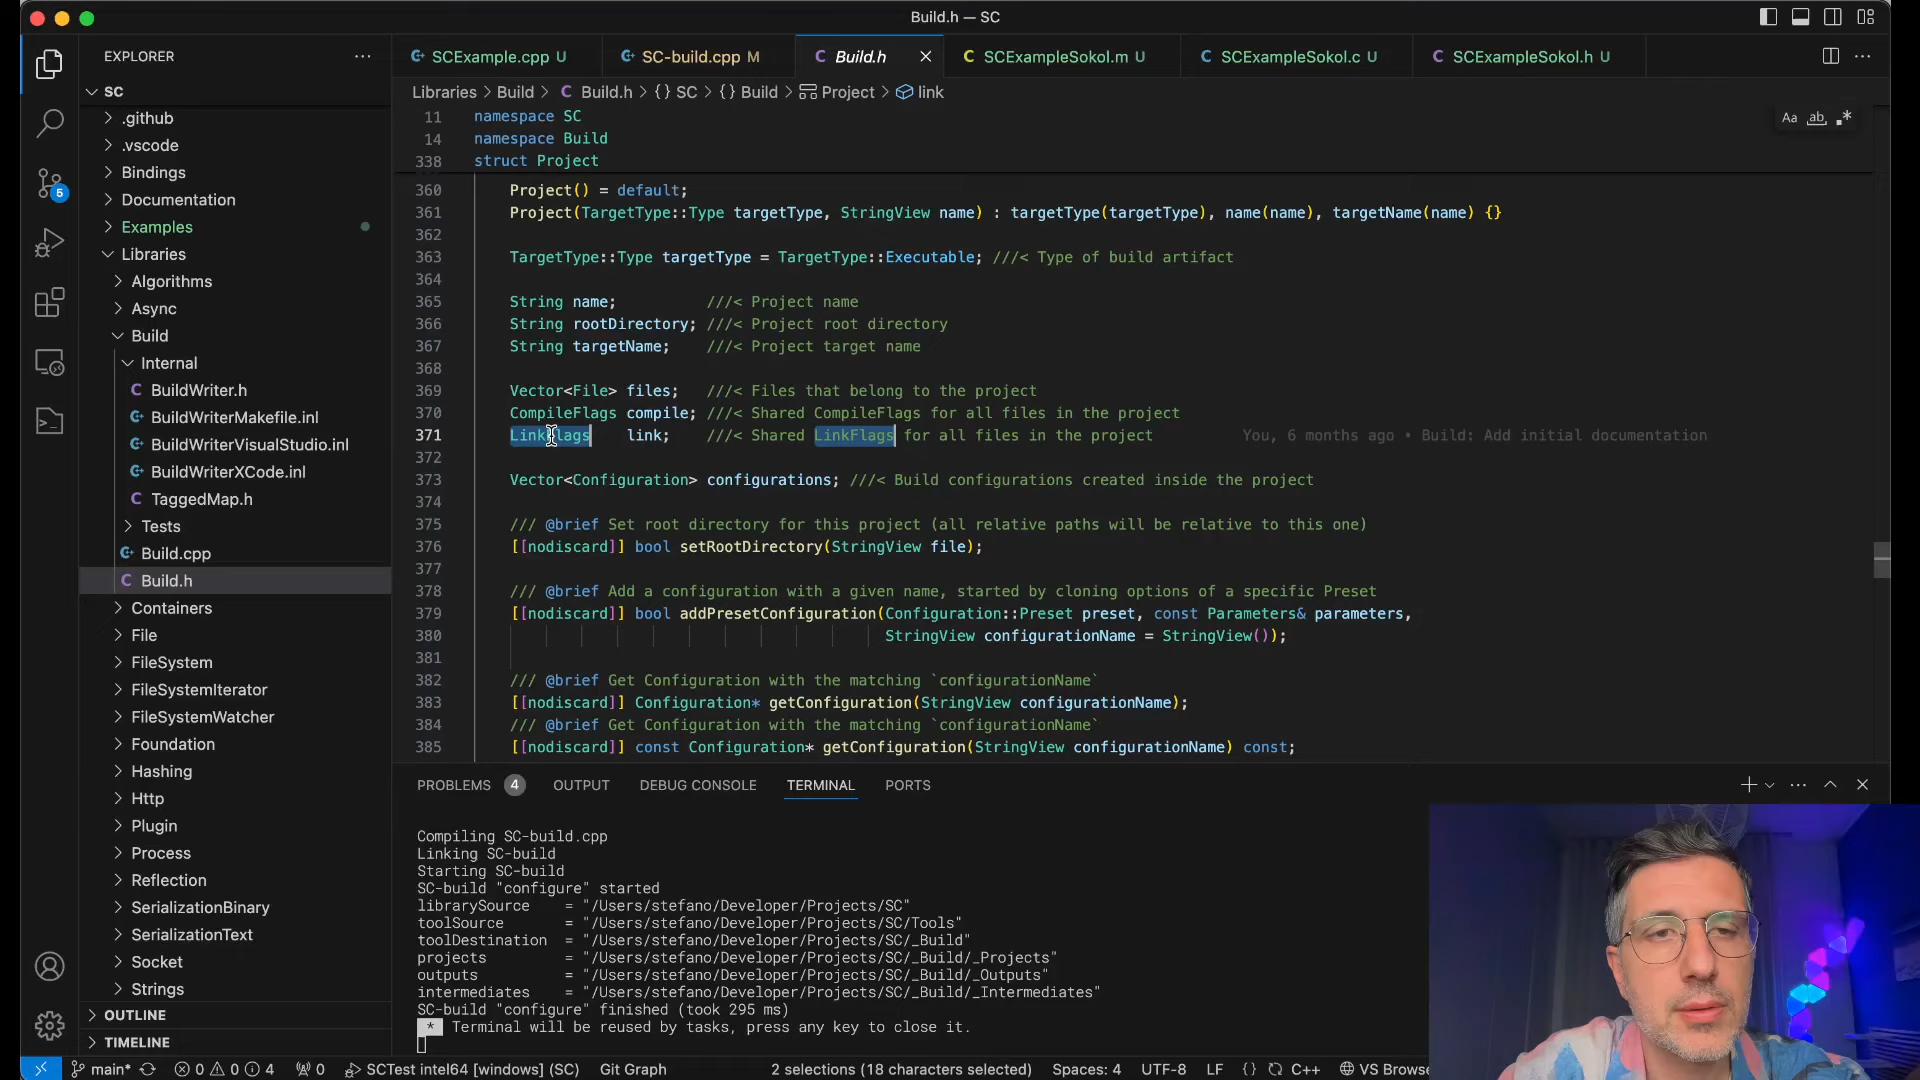 Build.h — SC
EXPLORER
SCExample.cpp U
SC-build.cpp M
Build.h
SCExampleSokol.m U
SCExampleSokol.c U
SCExampleSokol.h U
Libraries > Build > Build.h > {} SC > {} Build > Project > link
SC
.github
.vscode
Bindings
Documentation
Examples
Libraries
Algorithms
Async
Build
Internal
BuildWriter.h
BuildWriterMakefile.inl
BuildWriterVisualStudio.inl
BuildWriterXCode.inl
TaggedMap.h
Tests
Build.cpp
Build.h
Containers
File
FileSystem
FileSystemIterator
FileSystemWatcher
Foundation
Hashing
Http
Plugin
Process
Reflection
SerializationBinary
SerializationText
Socket
Strings
OUTLINE
TIMELINE
5
Aa ab
11 namespace SC
14 namespace Build
338 struct Project
360 Project() = default;
361 Project(TargetType::Type targetType, StringView name) : targetType(targetType), name(name), targetName(name) {}
362
363 TargetType::Type targetType = TargetType::Executable; ///< Type of build artifact
364
365 String name; ///< Project name
366 String rootDirectory; ///< Project root directory
367 String targetName; ///< Project target name
368
369 Vector<File> files; ///< Files that belong to the project
370 CompileFlags compile; ///< Shared CompileFlags for all files in the project
371 LinkFlags link; ///< Shared LinkFlags for all files in the project You, 6 months ago • Build: Add initial documentation
372
373 Vector<Configuration> configurations; ///< Build configurations created inside the project
374
375 /// @brief Set root directory for this project (all relative paths will be relative to this one)
376 [[nodiscard]] bool setRootDirectory(StringView file);
377
378 /// @brief Add a configuration with a given name, started by cloning options of a specific Preset
379 [[nodiscard]] bool addPresetConfiguration(Configuration::Preset preset, const Parameters& parameters,
380 StringView configurationName = StringView());
381
382 /// @brief Get Configuration with the matching `configurationName`
383 [[nodiscard]] Configuration* getConfiguration(StringView configurationName);
384 /// @brief Get Configuration with the matching `configurationName`
385 [[nodiscard]] const Configuration* getConfiguration(StringView configurationName) const;
PROBLEMS 4 OUTPUT DEBUG CONSOLE TERMINAL PORTS
Compiling SC-build.cpp
Linking SC-build
Starting SC-build
SC-build "configure" started
librarySource = "/Users/stefano/Developer/Projects/SC"
toolSource = "/Users/stefano/Developer/Projects/SC/Tools"
toolDestination = "/Users/stefano/Developer/Projects/SC/_Build"
projects = "/Users/stefano/Developer/Projects/SC/_Build/_Projects"
outputs = "/Users/stefano/Developer/Projects/SC/_Build/_Outputs"
intermediates = "/Users/stefano/Developer/Projects/SC/_Build/_Intermediates"
SC-build "configure" finished (took 295 ms)
* Terminal will be reused by tasks, press any key to close it.
main* 0 0 4 0 SCTest intel64 [windows] (SC) Git Graph 2 selections (18 characters selected) Spaces: 4 UTF-8 LF {} C++ VS Browse